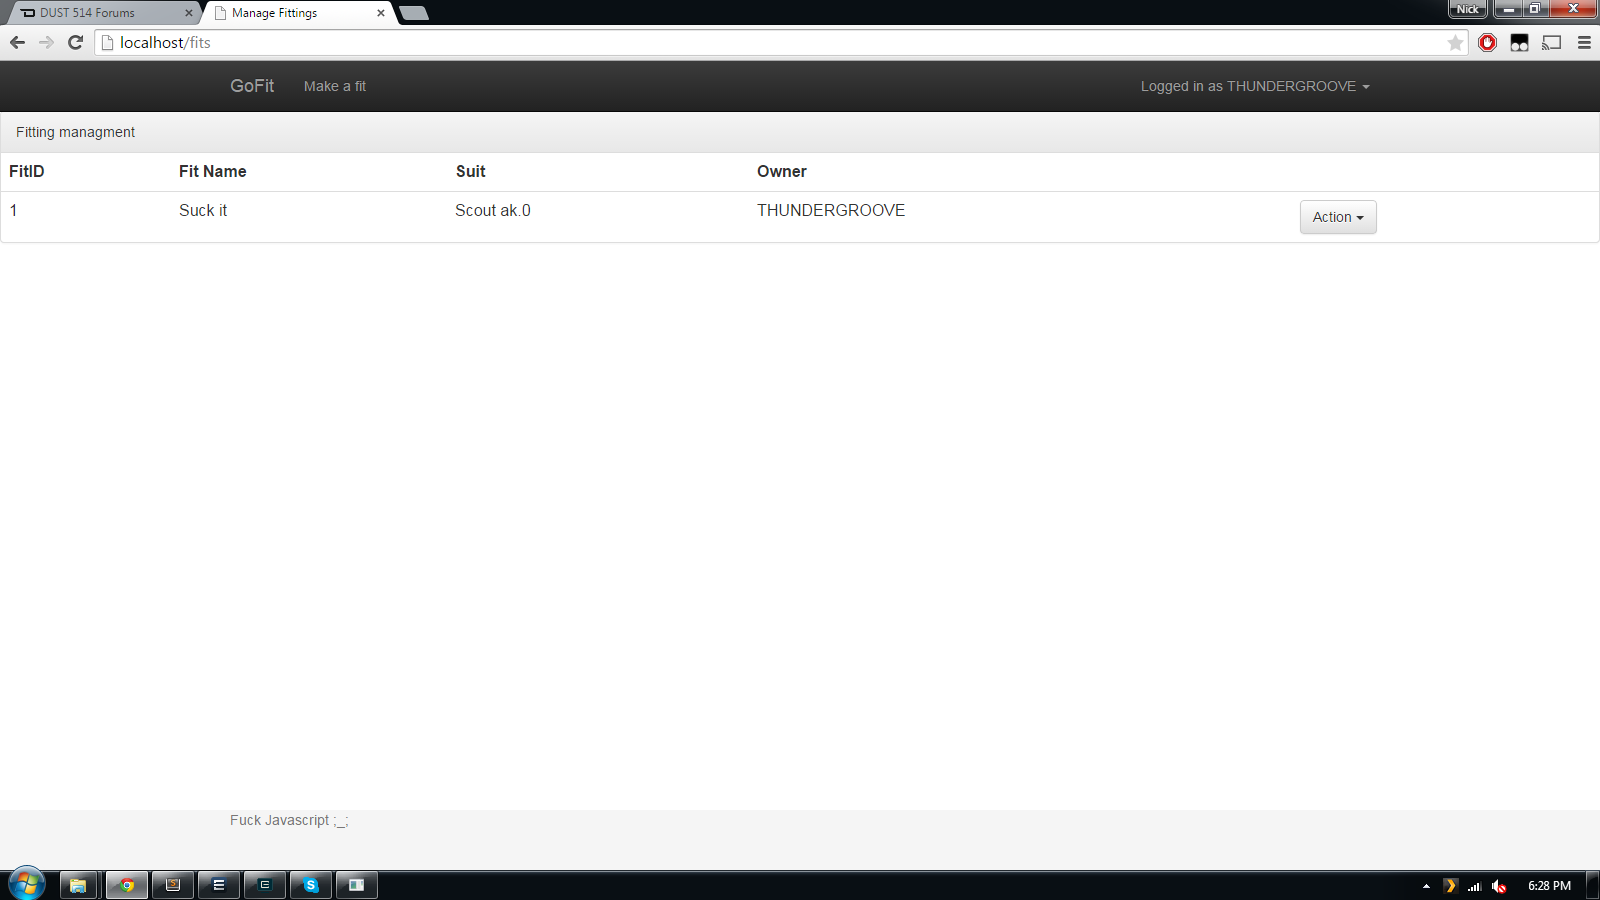 DUST 514 Forums
Manage Fittings
Nick
localhost/fits
GoFit
Make a fit
Logged in as THUNDERGROOVE
Fitting managment
FitID Fit Name Suit Owner
1 Suck it Scout ak.0 THUNDERGROOVE Action
Fuck Javascript ;_;
6:28 PM